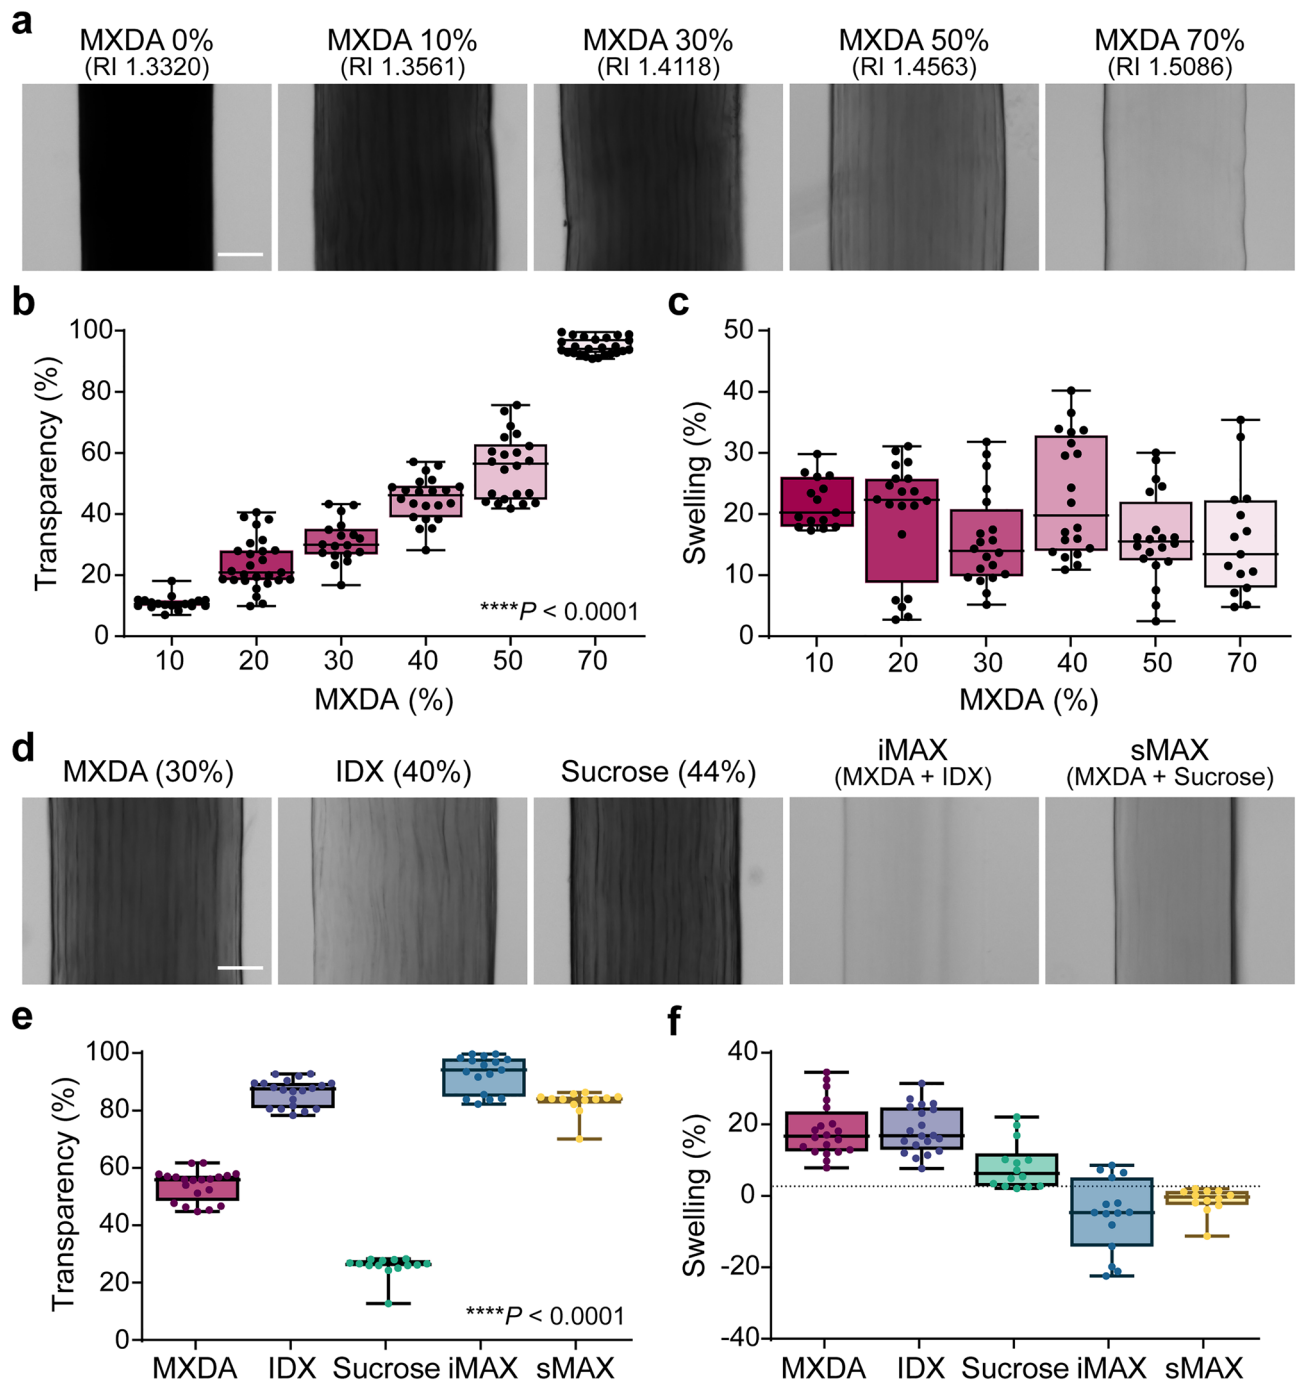 a
MXDA 0%
(RI 1.3320)
MXDA 10%
(RI 1.3561)
MXDA 30%
(RI 1.4118)
MXDA 50%
(RI 1.4563)
MXDA 70%
(RI 1.5086)
b
Transparency (%)
100
80
60
40
20
0
****P < 0.0001
10 20 30 40 50 70
MXDA (%)
c
Swelling (%)
50
40
30
20
10
0
10 20 30 40 50 70
MXDA (%)
d
MXDA (30%)
IDX (40%)
Sucrose (44%)
iMAX
(MXDA + IDX)
sMAX
(MXDA + Sucrose)
e
Transparency (%)
100
80
60
40
20
0
****P < 0.0001
MXDA IDX Sucrose iMAX sMAX
f
Swelling (%)
40
20
0
-20
-40
MXDA IDX Sucrose iMAX sMAX